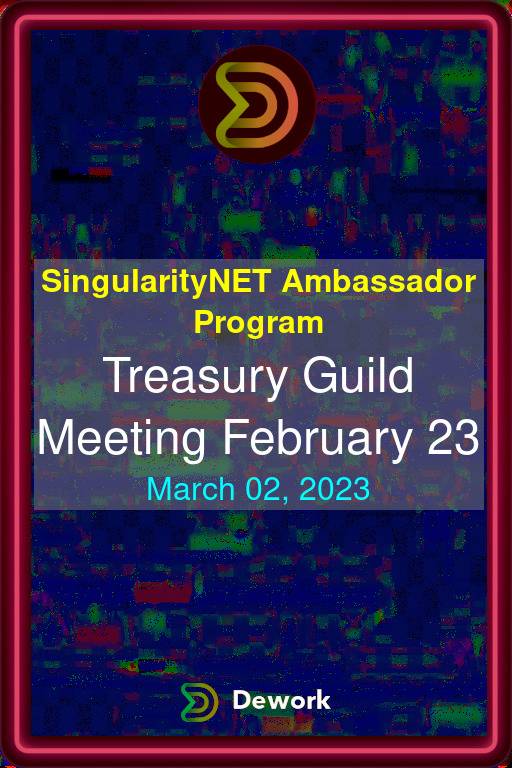 SingularityNET Ambassador
Program
Treasury Guild
Meeting February 23
March 02, 2023
Dework